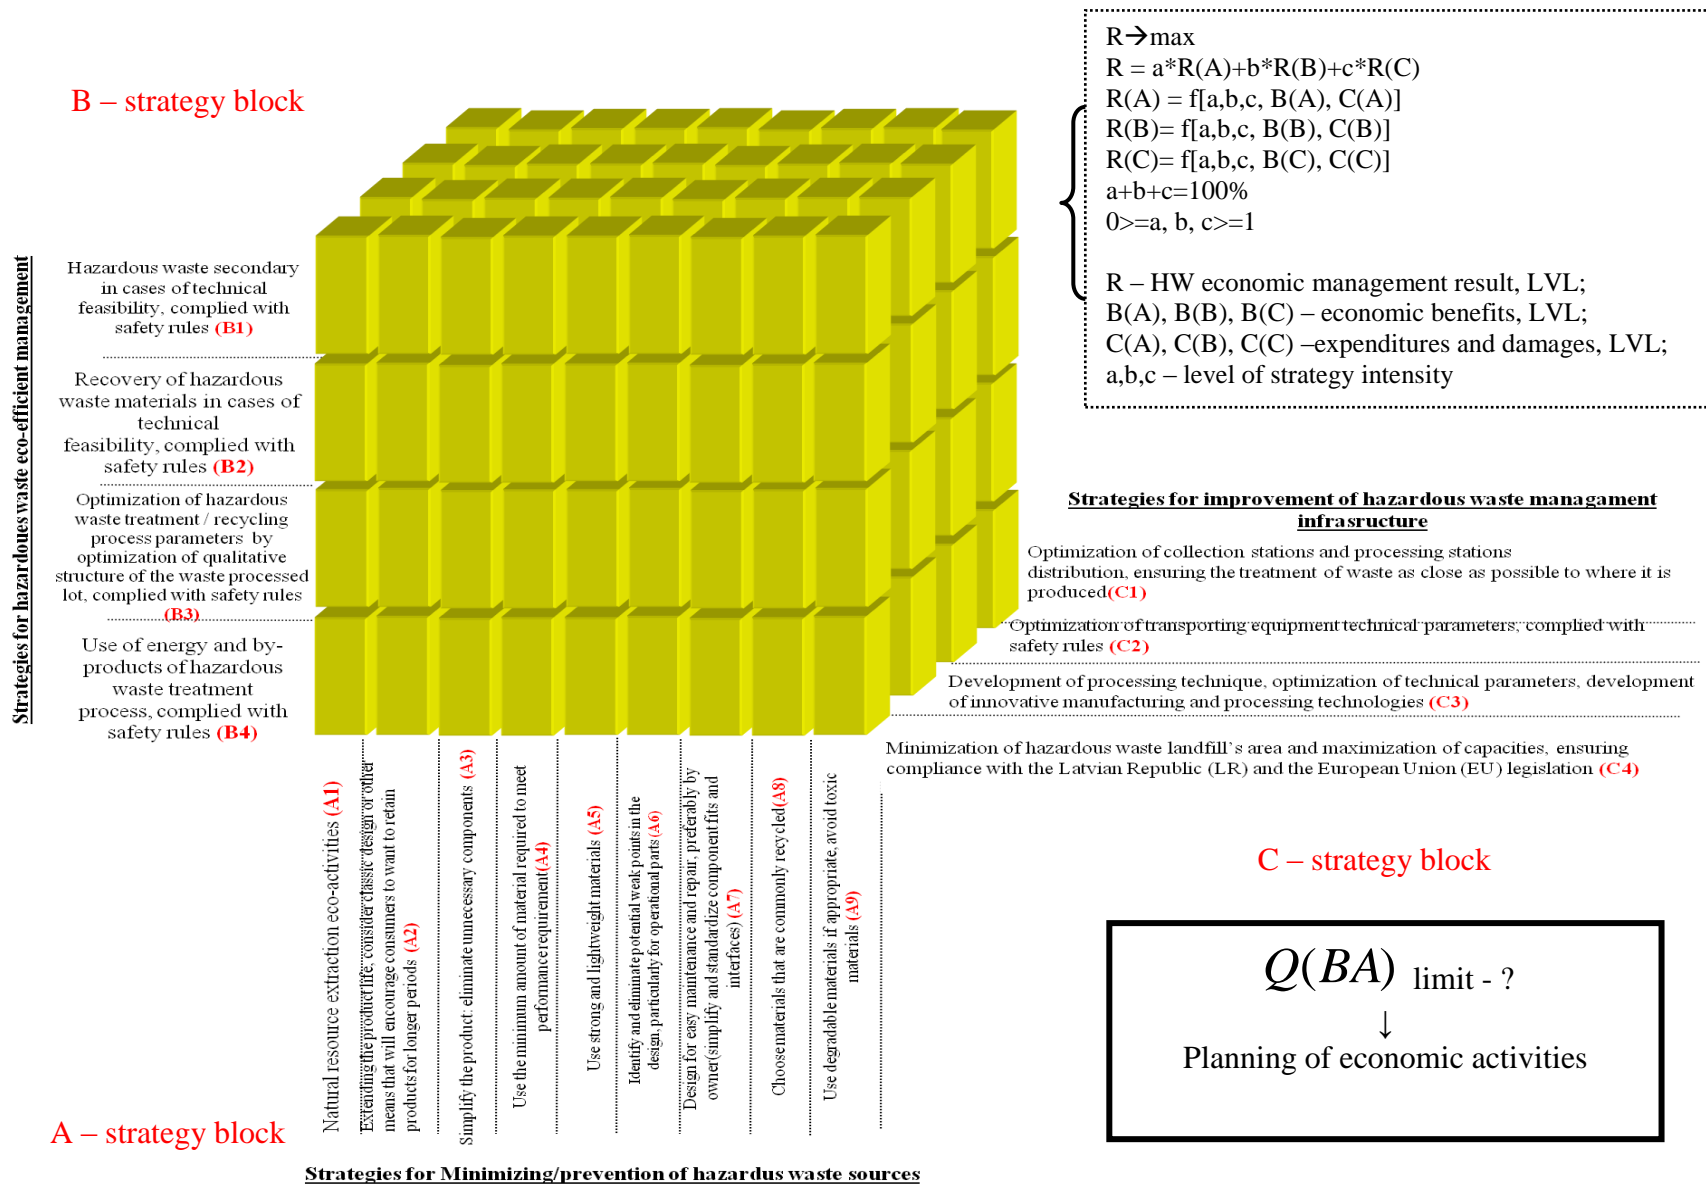 B – strategy block
R→max
R = a*R(A)+b*R(B)+c*R(C)
R(A) = f[a,b,c, B(A), C(A)]
R(B)= f[a,b,c, B(B), C(B)]
R(C)= f[a,b,c, B(C), C(C)]
a+b+c=100%
0>=a, b, c>=1
R – HW economic management result, LVL;
B(A), B(B), B(C) – economic benefits, LVL;
C(A), C(B), C(C) –expenditures and damages, LVL;
a,b,c – level of strategy intensity
Strategies for hazardous waste eco-efficient management
Hazardous waste secondary
in cases of technical
feasibility, complied with
safety rules (B1)
Recovery of hazardous
waste materials in cases of
technical
feasibility, complied with
safety rules (B2)
Optimization of hazardous
waste treatment / recycling
process parameters by
optimization of qualitative
structure of the waste processed
lot, complied with safety rules
(B3)
Use of energy and by-
products of hazardous
waste treatment
process, complied with
safety rules (B4)
Strategies for improvement of hazardous waste managament
infrasructure
Optimization of collection stations and processing stations
distribution, ensuring the treatment of waste as close as possible to where it is
produced(C1)
Optimization of transporting equipment technical parameters, complied with
safety rules (C2)
Development of processing technique, optimization of technical parameters, development
of innovative manufacturing and processing technologies (C3)
Minimization of hazardous waste landfill's area and maximization of capacities, ensuring
compliance with the Latvian Republic (LR) and the European Union (EU) legislation (C4)
Natural resource extraction eco-activities (A1)
Extending the product life, consider classic design or other
means that will encourage consumers to want to retain
products for longer periods (A2)
Simplify the product: eliminate unnecessary components (A3)
Use the minimum amount of material required to meet
performance requirement(A4)
Use strong and lightweight materials (A5)
Identify and eliminate potential weak points in the
design, particularly for operational parts(A6)
Design for easy maintenance and repair, preferably by
owner(simplify and standardize component fits and
interfaces) (A7)
Choose materials that are commonly recycled(A8)
Use degradable materials if appropriate, avoid toxic
materials (A9)
C – strategy block
Q(BA) limit - ?
↓
Planning of economic activities
A – strategy block
Strategies for Minimizing/prevention of hazardus waste sources